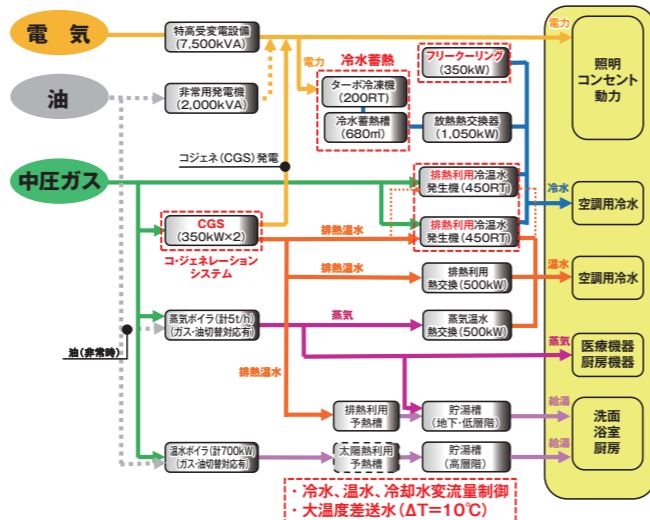 電気
特高受変電設備
(7,500kVA)
電力
油
非常用発電機
(2,000kVA)
電力
冷水蓄熱
ターボ冷凍機
(200RT)
冷水蓄熱槽
(680㎥)
フリークーリング
(350kW)
放熱熱交換器
(1,050kW)
照明
コンセント
動力
コジェネ(CGS)発電
中圧ガス
排熱利用冷温水
発生機(450RT)
排熱利用冷温水
発生機(450RT)
冷水
空調用冷水
CGS
(350kW×2)
コ・ジェネレーション
システム
排熱温水
排熱温水
排熱利用
熱交換(500kW)
温水
空調用冷水
蒸気ボイラ(計5t/h)
(ガス・油切替対応有)
蒸気
蒸気温水
熱交換(500kW)
蒸気
医療機器
厨房機器
油(非常時)
排熱温水
排熱利用
予熱槽
貯湯槽
(地下・低層階)
給湯
洗面
浴室
厨房
温水ボイラ(計700kW)
(ガス・油切替対応有)
太陽熱利用
予熱槽
貯湯槽
(高層階)
給湯
・冷水、温水、冷却水変流量制御
・大温度差送水(ΔT=10℃)